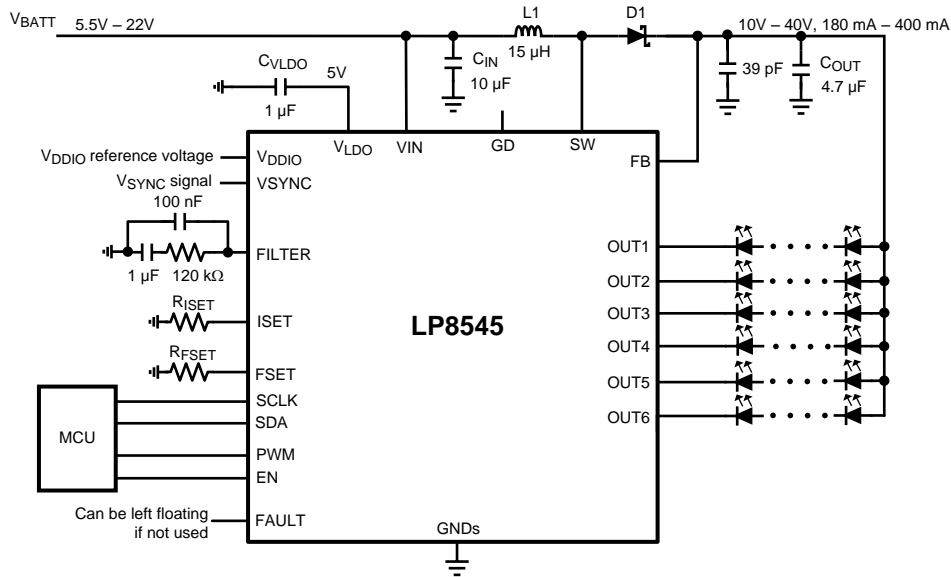 VBATT 5.5V – 22V
L1
D1
10V – 40V, 180 mA – 400 mA
15 µH
CIN
10 µF
39 pF
COUT
4.7 µF
CVLDO
5V
1 µF
VLDO
VIN
GD
SW
FB
VDDIO reference voltage
VDDIO
VSYNC signal
VSYNC
100 nF
FILTER
1 µF
120 kΩ
RISET
ISET
RFSET
FSET
LP8545
OUT1
OUT2
OUT3
OUT4
OUT5
OUT6
MCU
SCLK
SDA
PWM
EN
Can be left floating
if not used
FAULT
GNDs